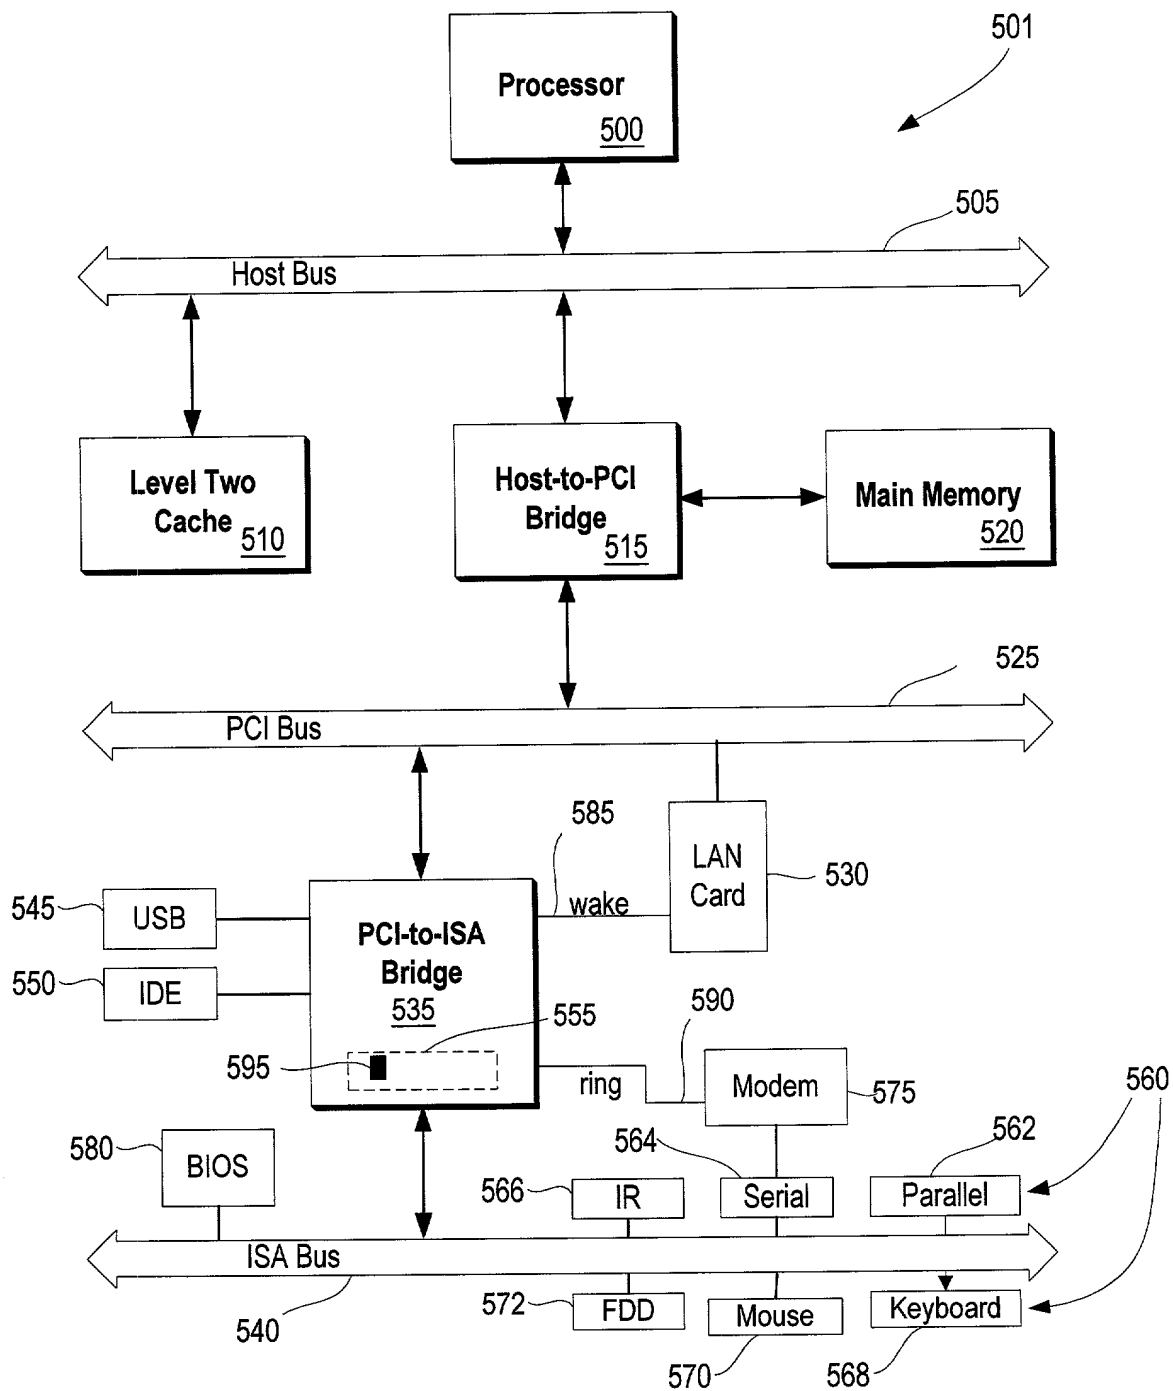 501
Processor
500
505
Host Bus
Level Two
Cache
510
Host-to-PCI
Bridge
515
Main Memory
520
525
PCI Bus
585
LAN
Card
530
wake
545
USB
PCI-to-ISA
Bridge
535
550
IDE
555
590
595
ring
Modem
575
560
580
BIOS
564
562
566
IR
Serial
Parallel
ISA Bus
572
FDD
Mouse
Keyboard
540
570
568